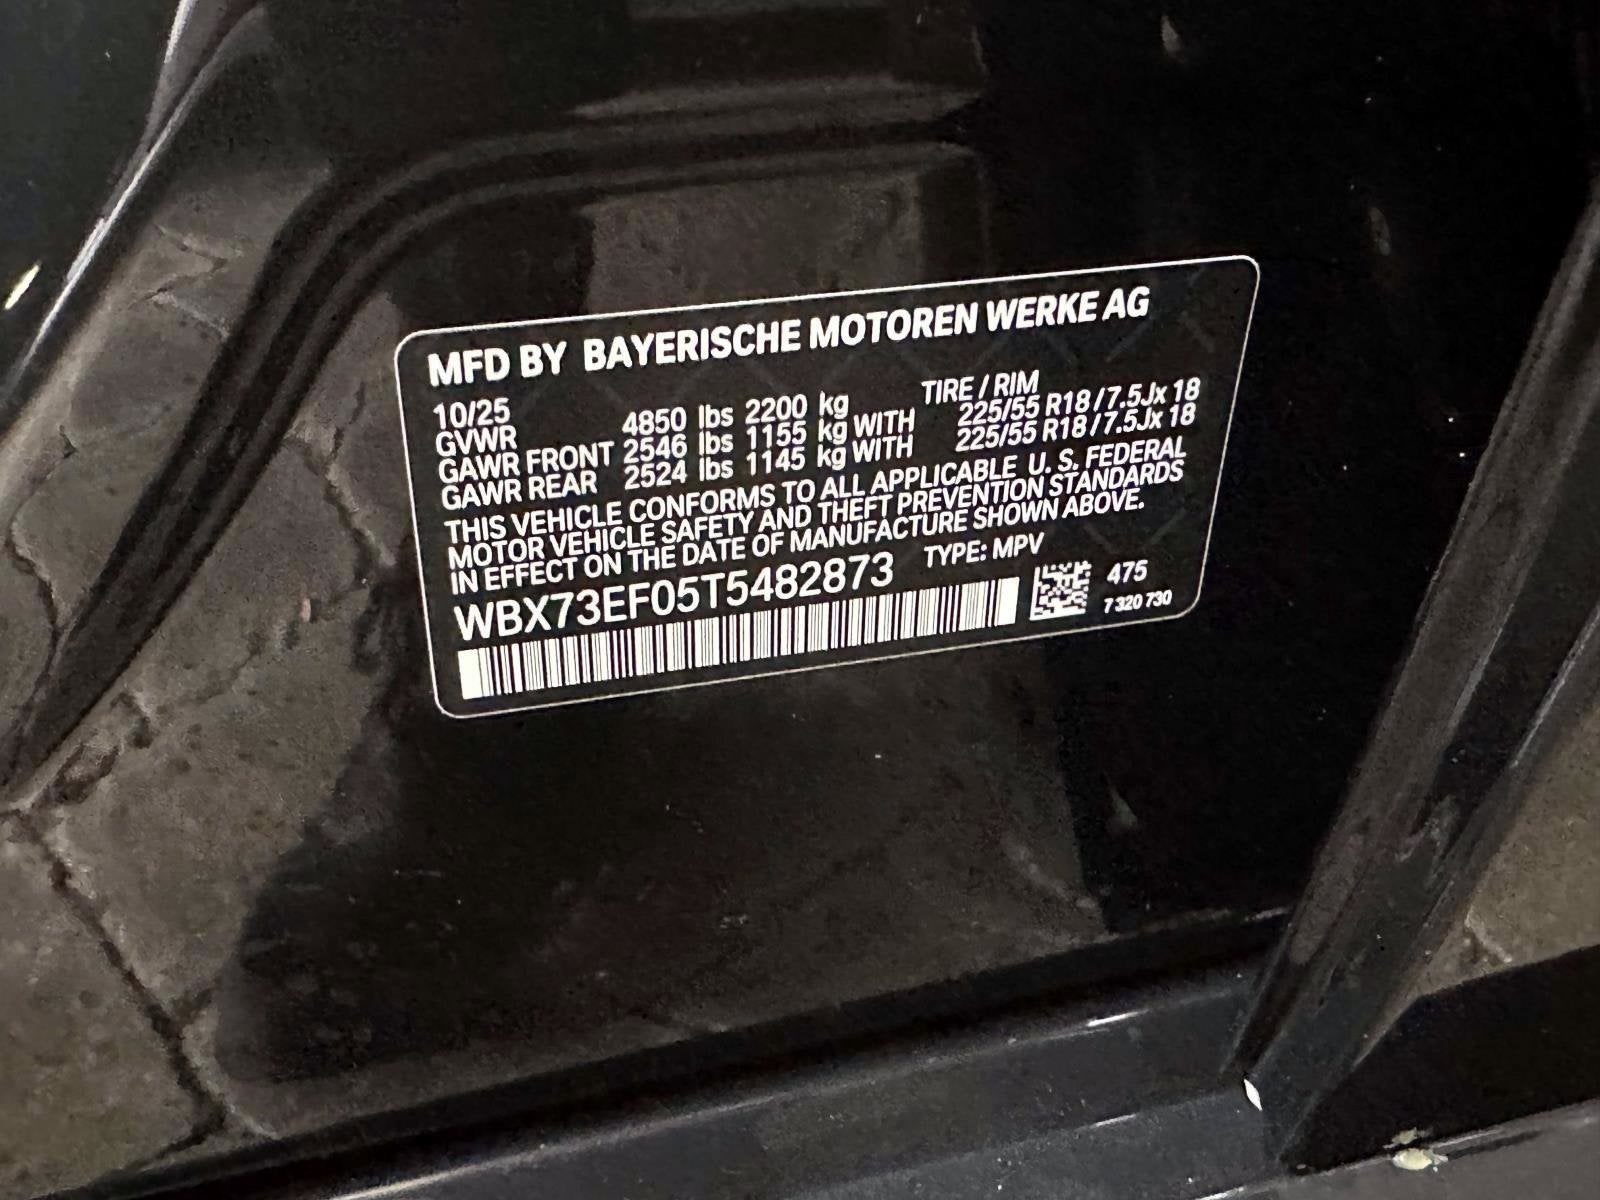 MFD BY BAYERISCHE MOTOREN WERKE AG
10/25 TIRE / RIM
GVWR 4850 lbs 2200 kg
GAWR FRONT 2546 lbs 1155 kg WITH 225/55 R18 / 7.5Jx 18
GAWR REAR 2524 lbs 1145 kg WITH 225/55 R18 / 7.5Jx 18
THIS VEHICLE CONFORMS TO ALL APPLICABLE U. S. FEDERAL
MOTOR VEHICLE SAFETY AND THEFT PREVENTION STANDARDS
IN EFFECT ON THE DATE OF MANUFACTURE SHOWN ABOVE.
WBX73EF05T5482873 TYPE: MPV
475
7 320 730